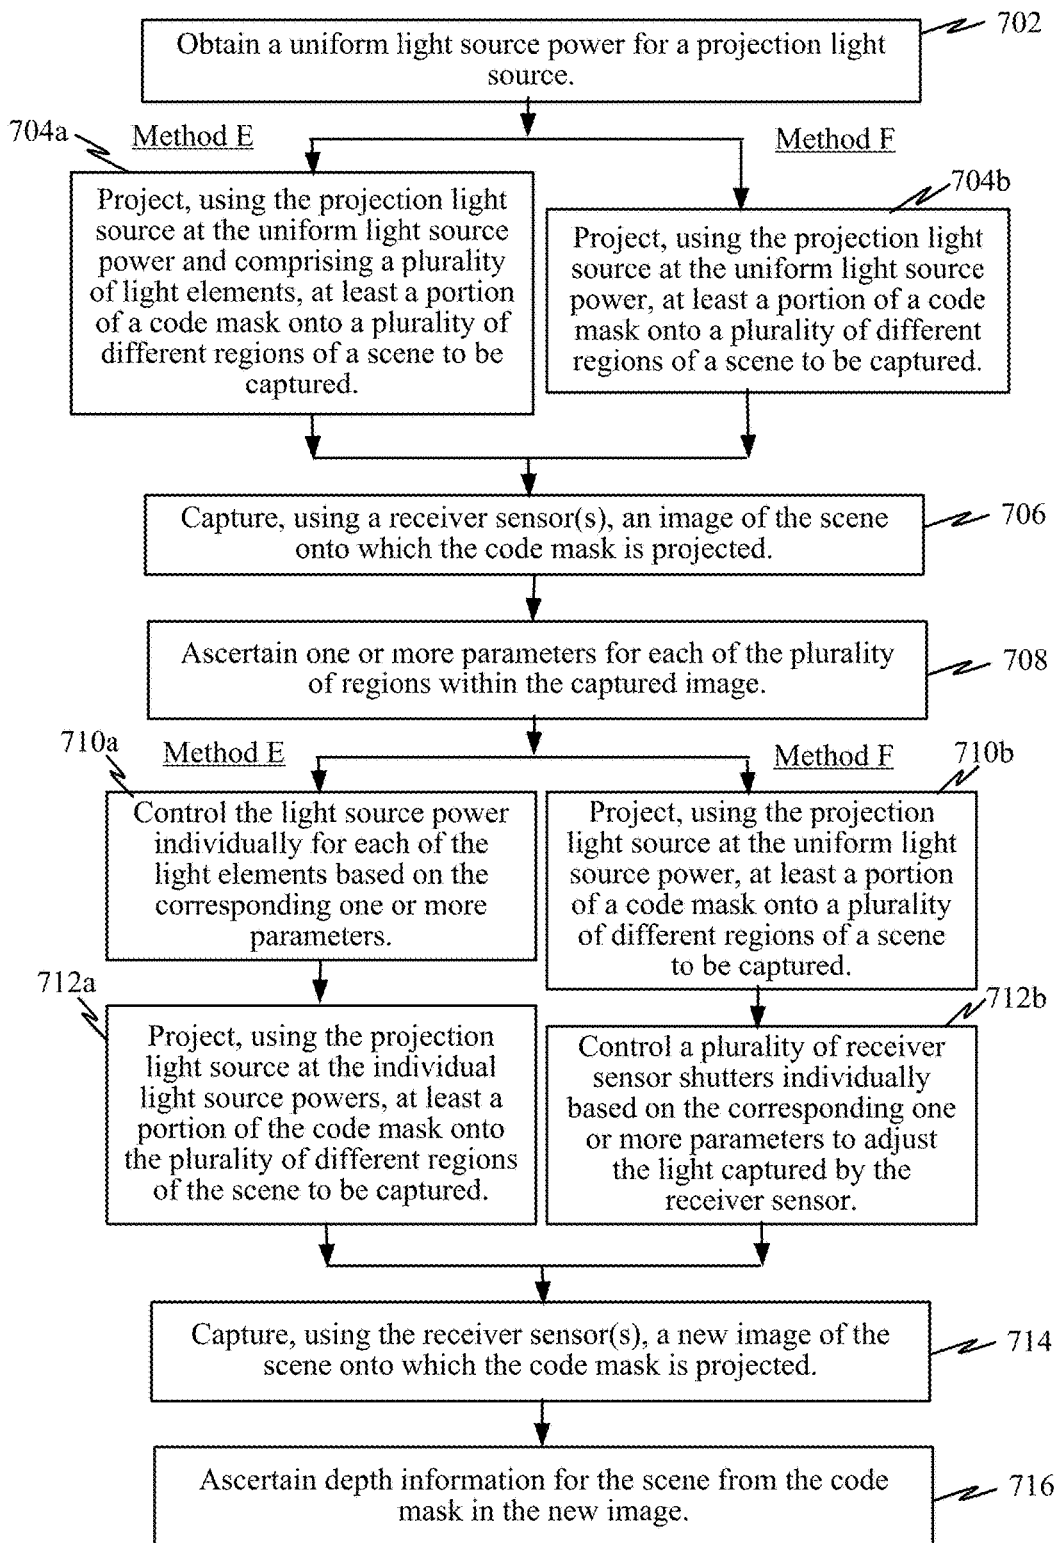 702
Obtain a uniform light source power for a projection light
source.
704a
Method E
Method F
704b
Project, using the projection light
source at the uniform light source
power and comprising a plurality
of light elements, at least a portion
of a code mask onto a plurality of
different regions of a scene to be
captured.
Project, using the projection light
source at the uniform light source
power, at least a portion of a code
mask onto a plurality of different
regions of a scene to be captured.
Capture, using a receiver sensor(s), an image of the scene
onto which the code mask is projected.
706
Ascertain one or more parameters for each of the plurality
of regions within the captured image.
708
710a
Method E
Method F
710b
Control the light source power
individually for each of the
light elements based on the
corresponding one or more
parameters.
Project, using the projection
light source at the uniform light
source power, at least a portion
of a code mask onto a plurality
of different regions of a scene
to be captured.
712a
712b
Project, using the projection
light source at the individual
light source powers, at least a
portion of the code mask onto
the plurality of different regions
of the scene to be captured.
Control a plurality of receiver
sensor shutters individually
based on the corresponding one
or more parameters to adjust
the light captured by the
receiver sensor.
Capture, using the receiver sensor(s), a new image of the
scene onto which the code mask is projected.
714
Ascertain depth information for the scene from the code
mask in the new image.
716